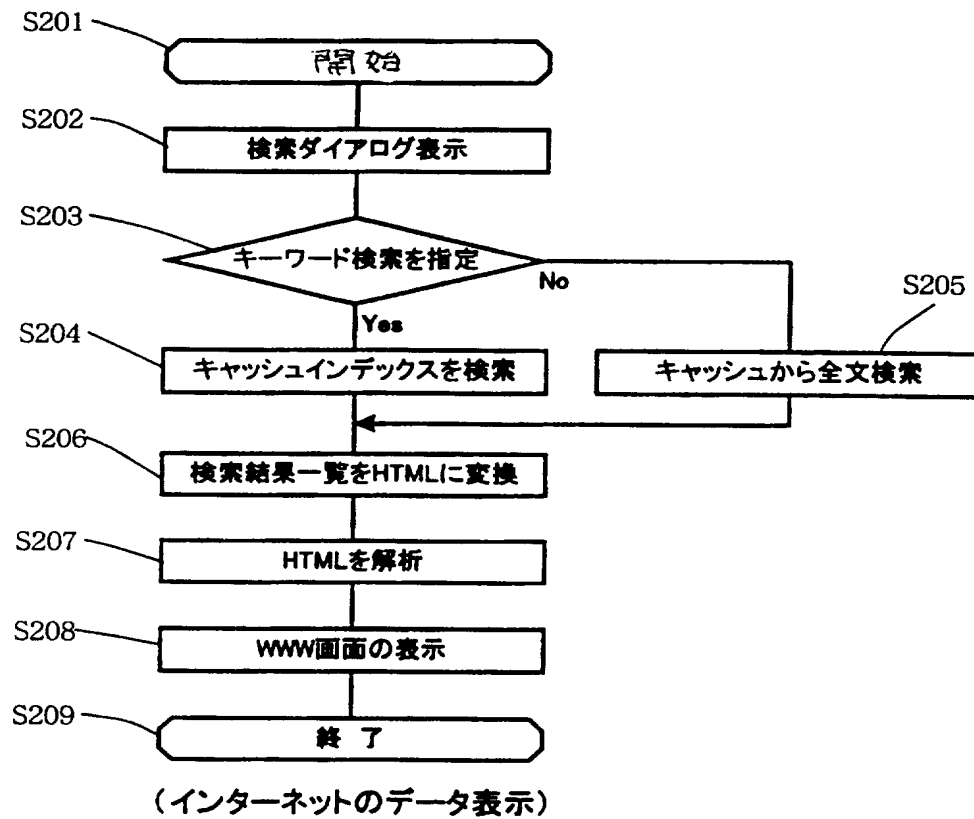 S201
開始
S202
検索ダイアログ表示
S203
キーワード検索を指定
No
Yes
S204
キャッシュインデックスを検索
S205
キャッシュから全文検索
S206
検索結果一覧をHTMLに変換
S207
HTMLを解析
S208
WWW画面の表示
S209
終了
(インターネットのデータ表示)